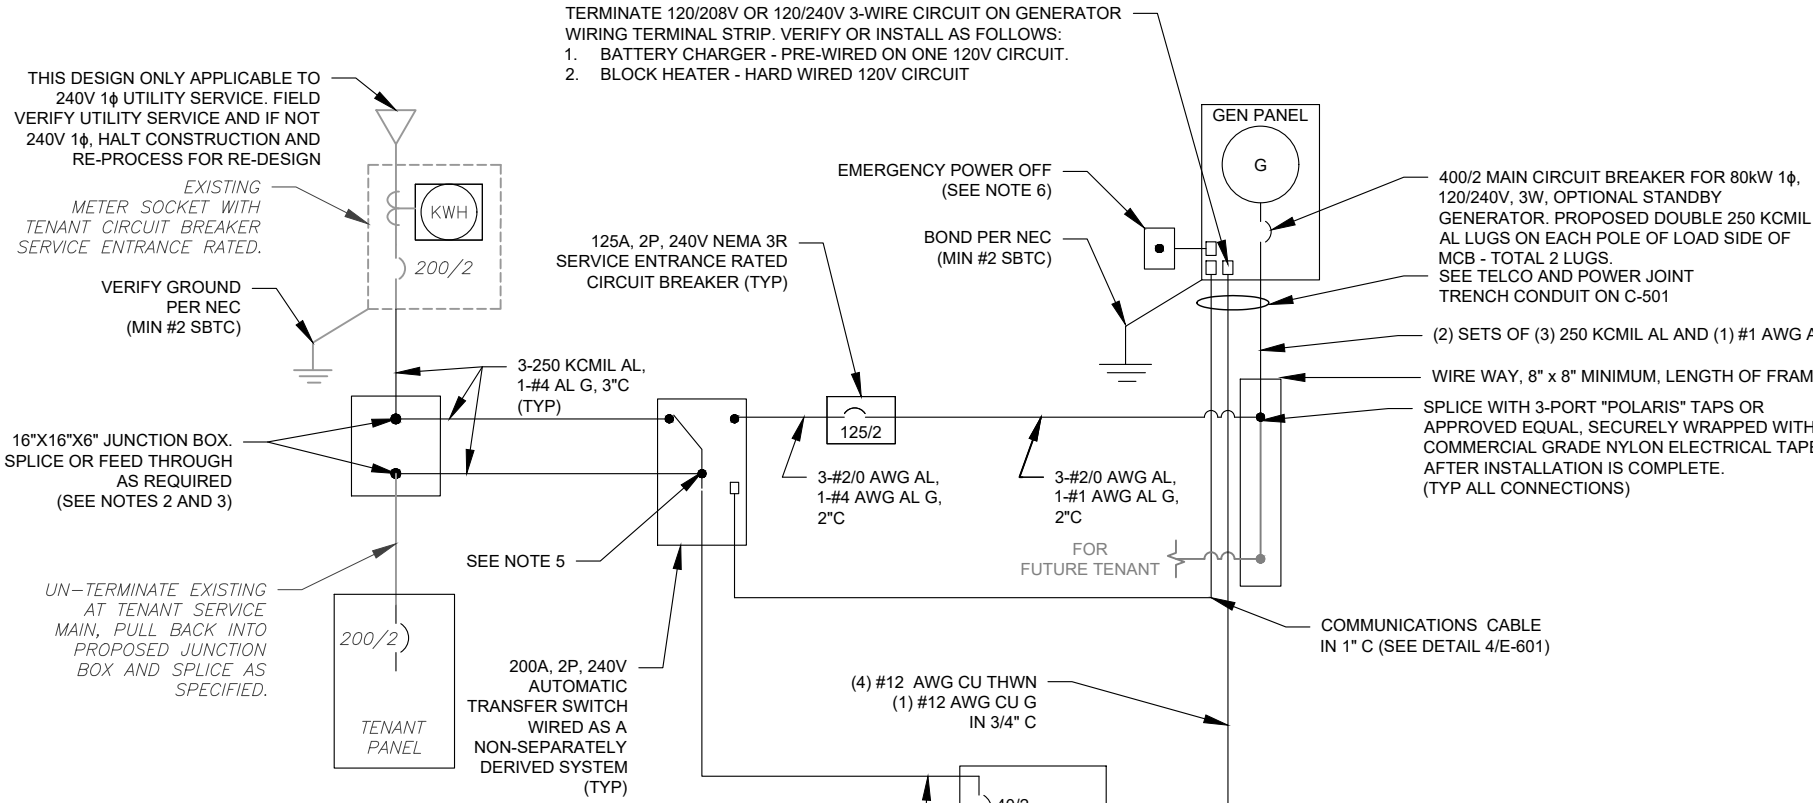 TERMINATE 120/208V OR 120/240V 3-WIRE CIRCUIT ON GENERATOR
WIRING TERMINAL STRIP. VERIFY OR INSTALL AS FOLLOWS:
1. BATTERY CHARGER - PRE-WIRED ON ONE 120V CIRCUIT.
2. BLOCK HEATER - HARD WIRED 120V CIRCUIT
THIS DESIGN ONLY APPLICABLE TO
240V 1ϕ UTILITY SERVICE. FIELD
VERIFY UTILITY SERVICE AND IF NOT
240V 1ϕ, HALT CONSTRUCTION AND
RE-PROCESS FOR RE-DESIGN
EXISTING
METER SOCKET WITH
TENANT CIRCUIT BREAKER
SERVICE ENTRANCE RATED.
KWH
200/2
VERIFY GROUND
PER NEC
(MIN #2 SBTC)
125A, 2P, 240V NEMA 3R
SERVICE ENTRANCE RATED
CIRCUIT BREAKER (TYP)
EMERGENCY POWER OFF
(SEE NOTE 6)
BOND PER NEC
(MIN #2 SBTC)
GEN PANEL
G
400/2 MAIN CIRCUIT BREAKER FOR 80kW 1ϕ,
120/240V, 3W, OPTIONAL STANDBY
GENERATOR. PROPOSED DOUBLE 250 KCMIL
AL LUGS ON EACH POLE OF LOAD SIDE OF
MCB - TOTAL 2 LUGS.
SEE TELCO AND POWER JOINT
TRENCH CONDUIT ON C-501
(2) SETS OF (3) 250 KCMIL AL AND (1) #1 AWG A
WIRE WAY, 8" x 8" MINIMUM, LENGTH OF FRAM
SPLICE WITH 3-PORT "POLARIS" TAPS OR
APPROVED EQUAL, SECURELY WRAPPED WITH
COMMERCIAL GRADE NYLON ELECTRICAL TAPE
AFTER INSTALLATION IS COMPLETE.
(TYP ALL CONNECTIONS)
3-250 KCMIL AL,
1-#4 AL G, 3"C
(TYP)
16"X16"X6" JUNCTION BOX.
SPLICE OR FEED THROUGH
AS REQUIRED
(SEE NOTES 2 AND 3)
125/2
3-#2/0 AWG AL,
1-#4 AWG AL G,
2"C
3-#2/0 AWG AL,
1-#1 AWG AL G,
2"C
SEE NOTE 5
FOR
FUTURE TENANT
UN-TERMINATE EXISTING
AT TENANT SERVICE
MAIN, PULL BACK INTO
PROPOSED JUNCTION
BOX AND SPLICE AS
SPECIFIED.
200/2
TENANT
PANEL
200A, 2P, 240V
AUTOMATIC
TRANSFER SWITCH
WIRED AS A
NON-SEPARATELY
DERIVED SYSTEM
(TYP)
COMMUNICATIONS CABLE
IN 1" C (SEE DETAIL 4/E-601)
(4) #12 AWG CU THWN
(1) #12 AWG CU G
IN 3/4" C